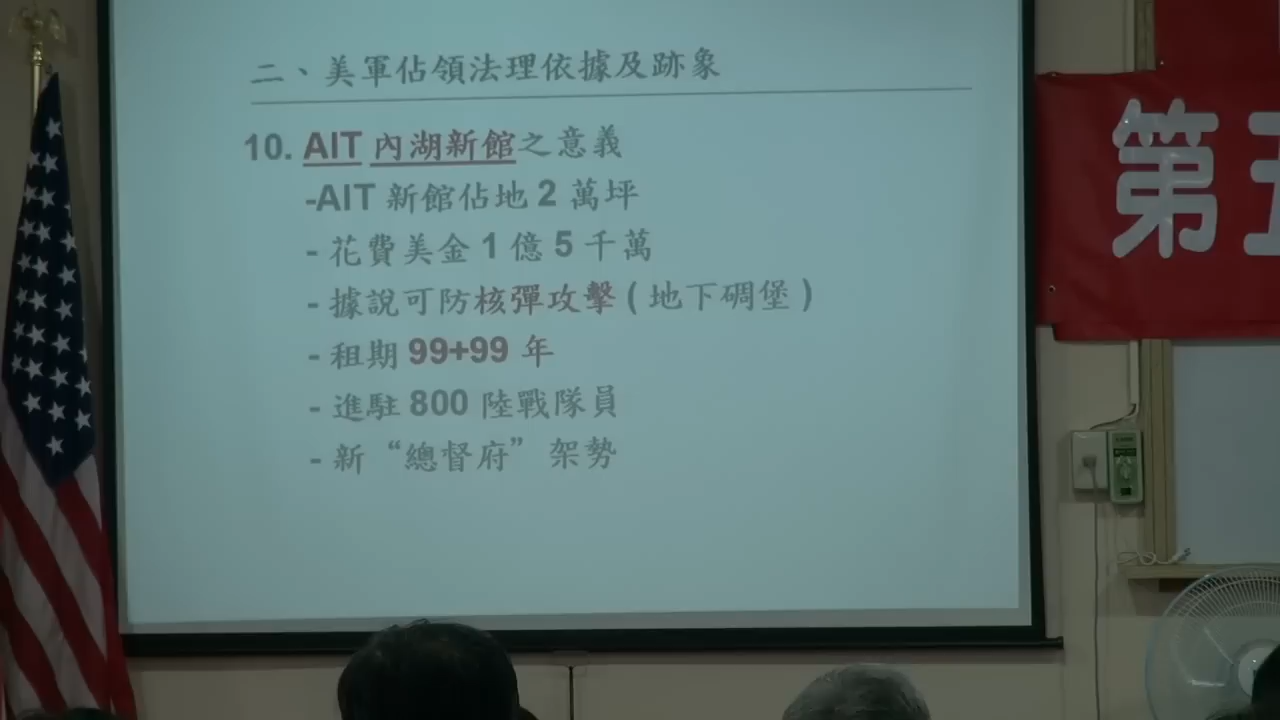 二、美軍佔領法理依據及跡象
10. AIT 內湖新館之意義
-AIT 新館佔地 2 萬坪
- 花費美金 1 億 5 千萬
- 據說可防核彈攻擊 ( 地下碉堡 )
- 租期 99+99 年
- 進駐 800 陸戰隊員
- 新 “總督府” 架勢
第五